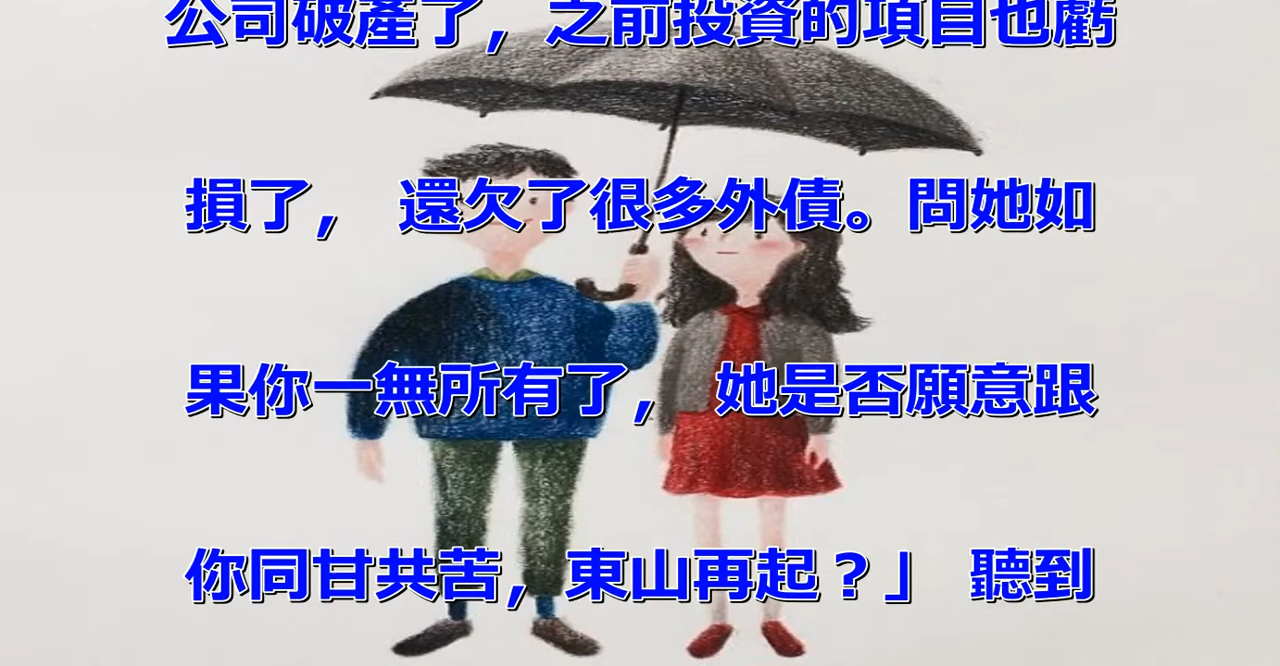 公司破產了，之前投資的項目也虧
損了， 還欠了很多外債。問她如
果你一無所有了， 她是否願意跟
你同甘共苦，東山再起？」 聽到